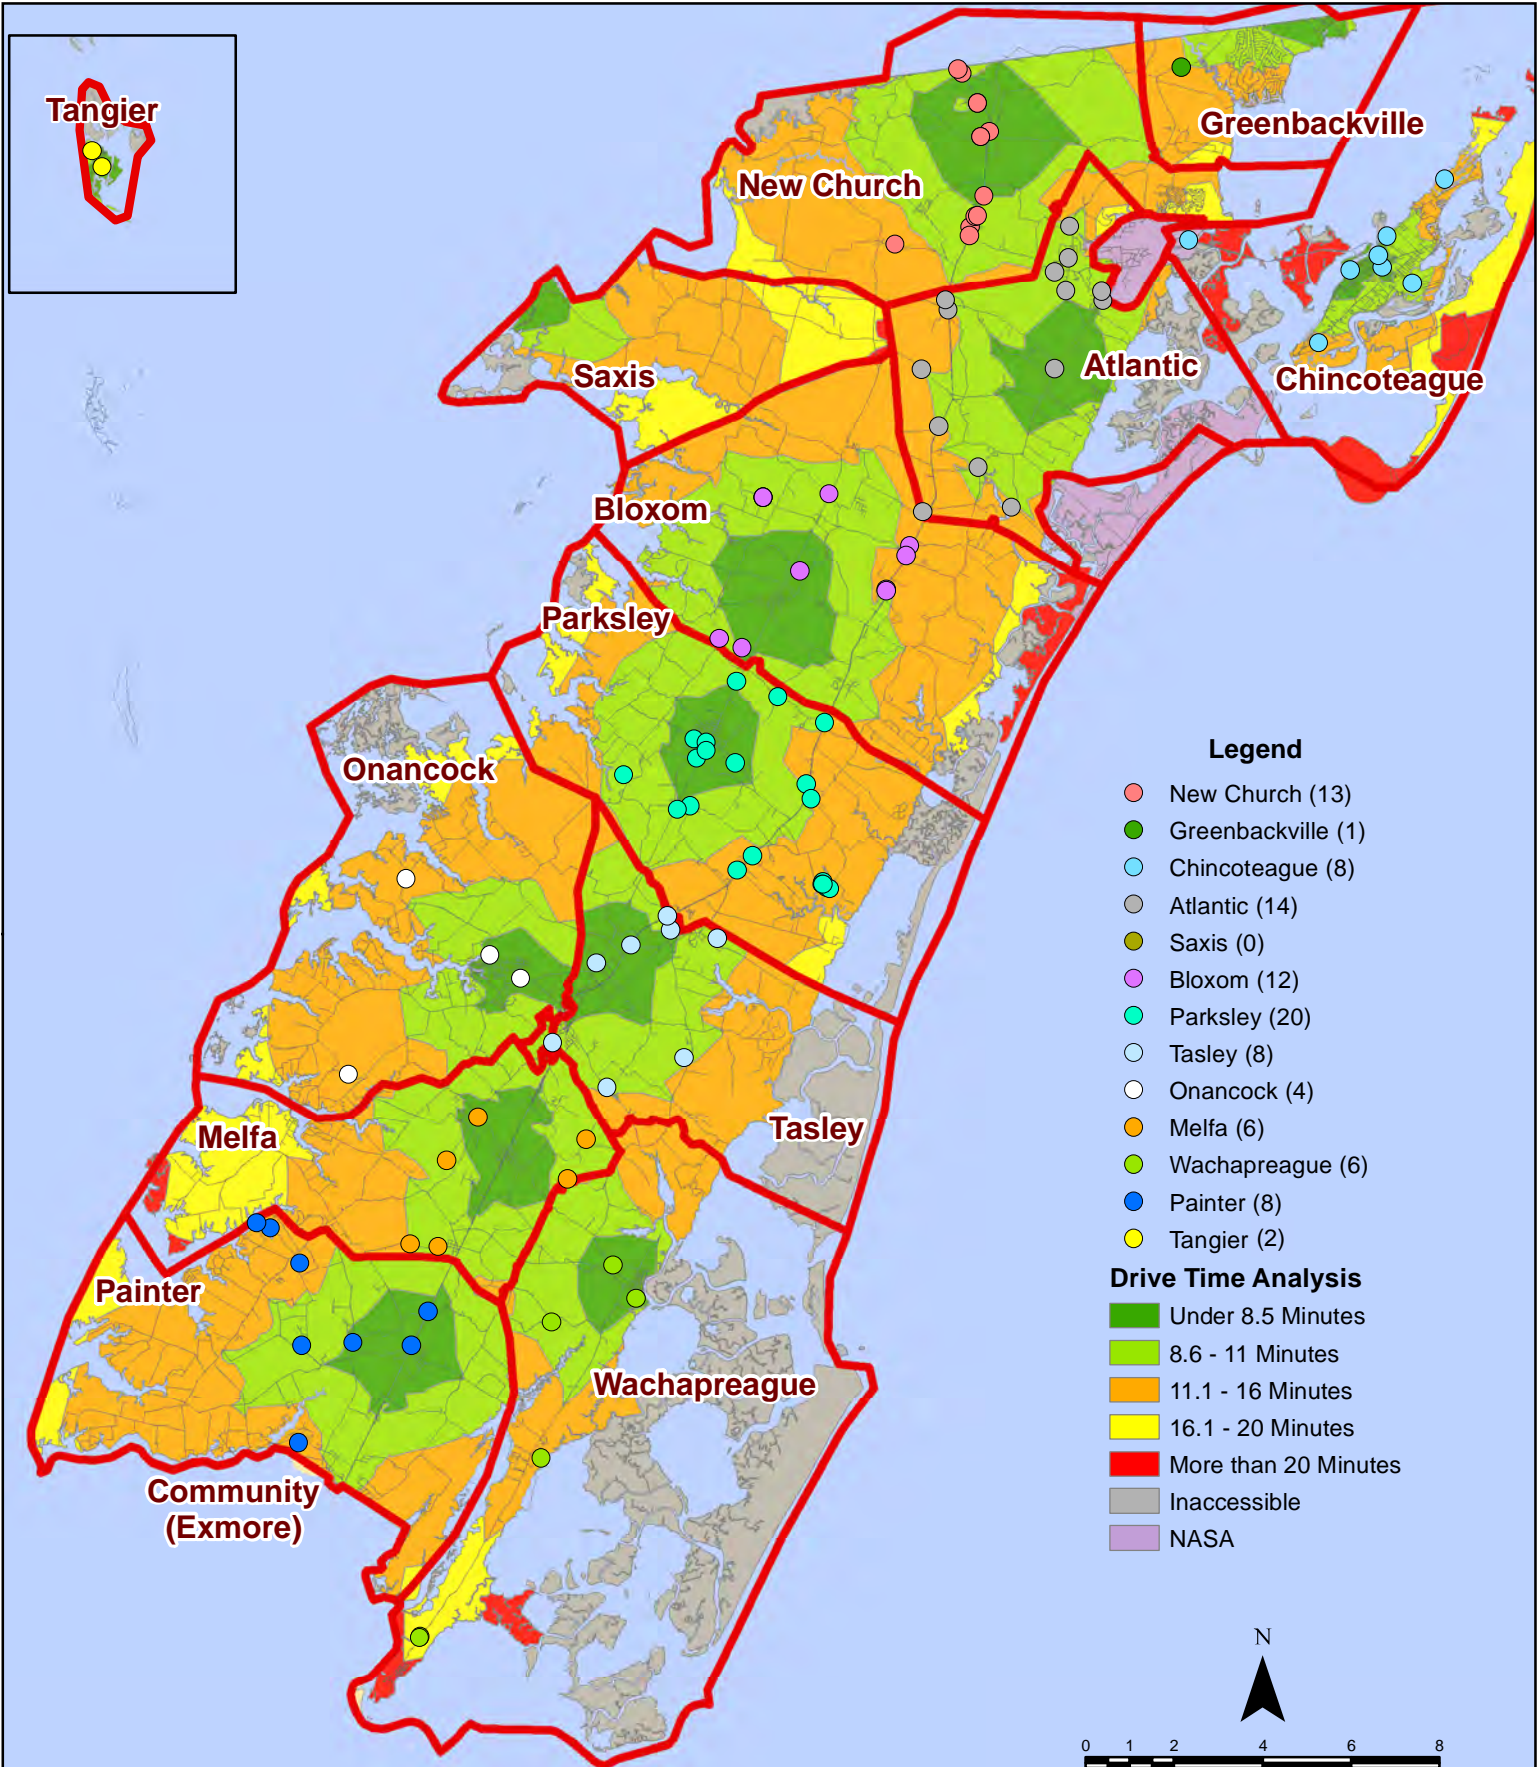 Tangier
Greenbackville
New Church
Atlantic
Chincoteague
Saxis
Bloxom
Parksley
Onancock
Tasley
Melfa
Painter
Wachapreague
Community
(Exmore)
Legend
New Church (13)
Greenbackville (1)
Chincoteague (8)
Atlantic (14)
Saxis (0)
Bloxom (12)
Parksley (20)
Tasley (8)
Onancock (4)
Melfa (6)
Wachapreague (6)
Painter (8)
Tangier (2)
Drive Time Analysis
Under 8.5 Minutes
8.6 - 11 Minutes
11.1 - 16 Minutes
16.1 - 20 Minutes
More than 20 Minutes
Inaccessible
NASA
N
0 1 2 4 6 8